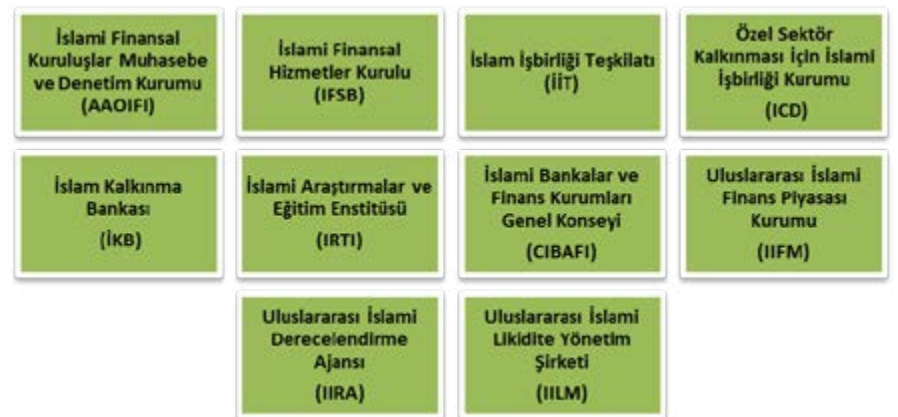 İslami Finansal
Kuruluşlar Muhasebe
ve Denetim Kurumu
(AAOIFI)
İslami Finansal
Hizmetler Kurulu
(IFSB)
İslam İşbirliği Teşkilatı
(İİT)
Özel Sektör
Kalkınması İçin İslami
İşbirliği Kurumu
(ICD)
İslam Kalkınma
Bankası
(İKB)
İslami Araştırmalar ve
Eğitim Enstitüsü
(IRTI)
İslami Bankalar ve
Finans Kurumları
Genel Konseyi
(CIBAFI)
Uluslararası İslami
Finans Piyasası
Kurumu
(IIFM)
Uluslararası İslami
Derecelendirme
Ajansı
(IIRA)
Uluslararası İslami
Likidite Yönetim
Şirketi
(IILM)